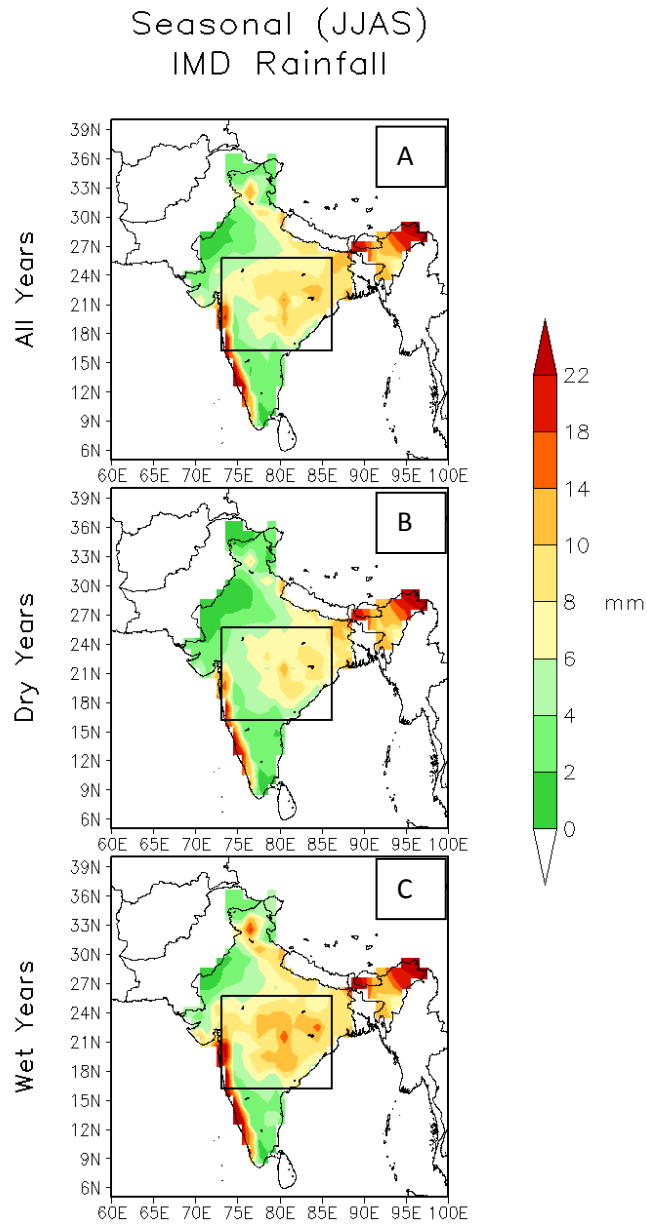 Seasonal (JJAS)
IMD Rainfall
All Years
A
39N
36N
33N
30N
27N
24N
21N
18N
15N
12N
9N
6N
60E 65E 70E 75E 80E 85E 90E 95E 100E
Dry Years
B
39N
36N
33N
30N
27N
24N
21N
18N
15N
12N
9N
6N
60E 65E 70E 75E 80E 85E 90E 95E 100E
Wet Years
C
39N
36N
33N
30N
27N
24N
21N
18N
15N
12N
9N
6N
60E 65E 70E 75E 80E 85E 90E 95E 100E
22
18
14
10
8
6
4
2
0
mm